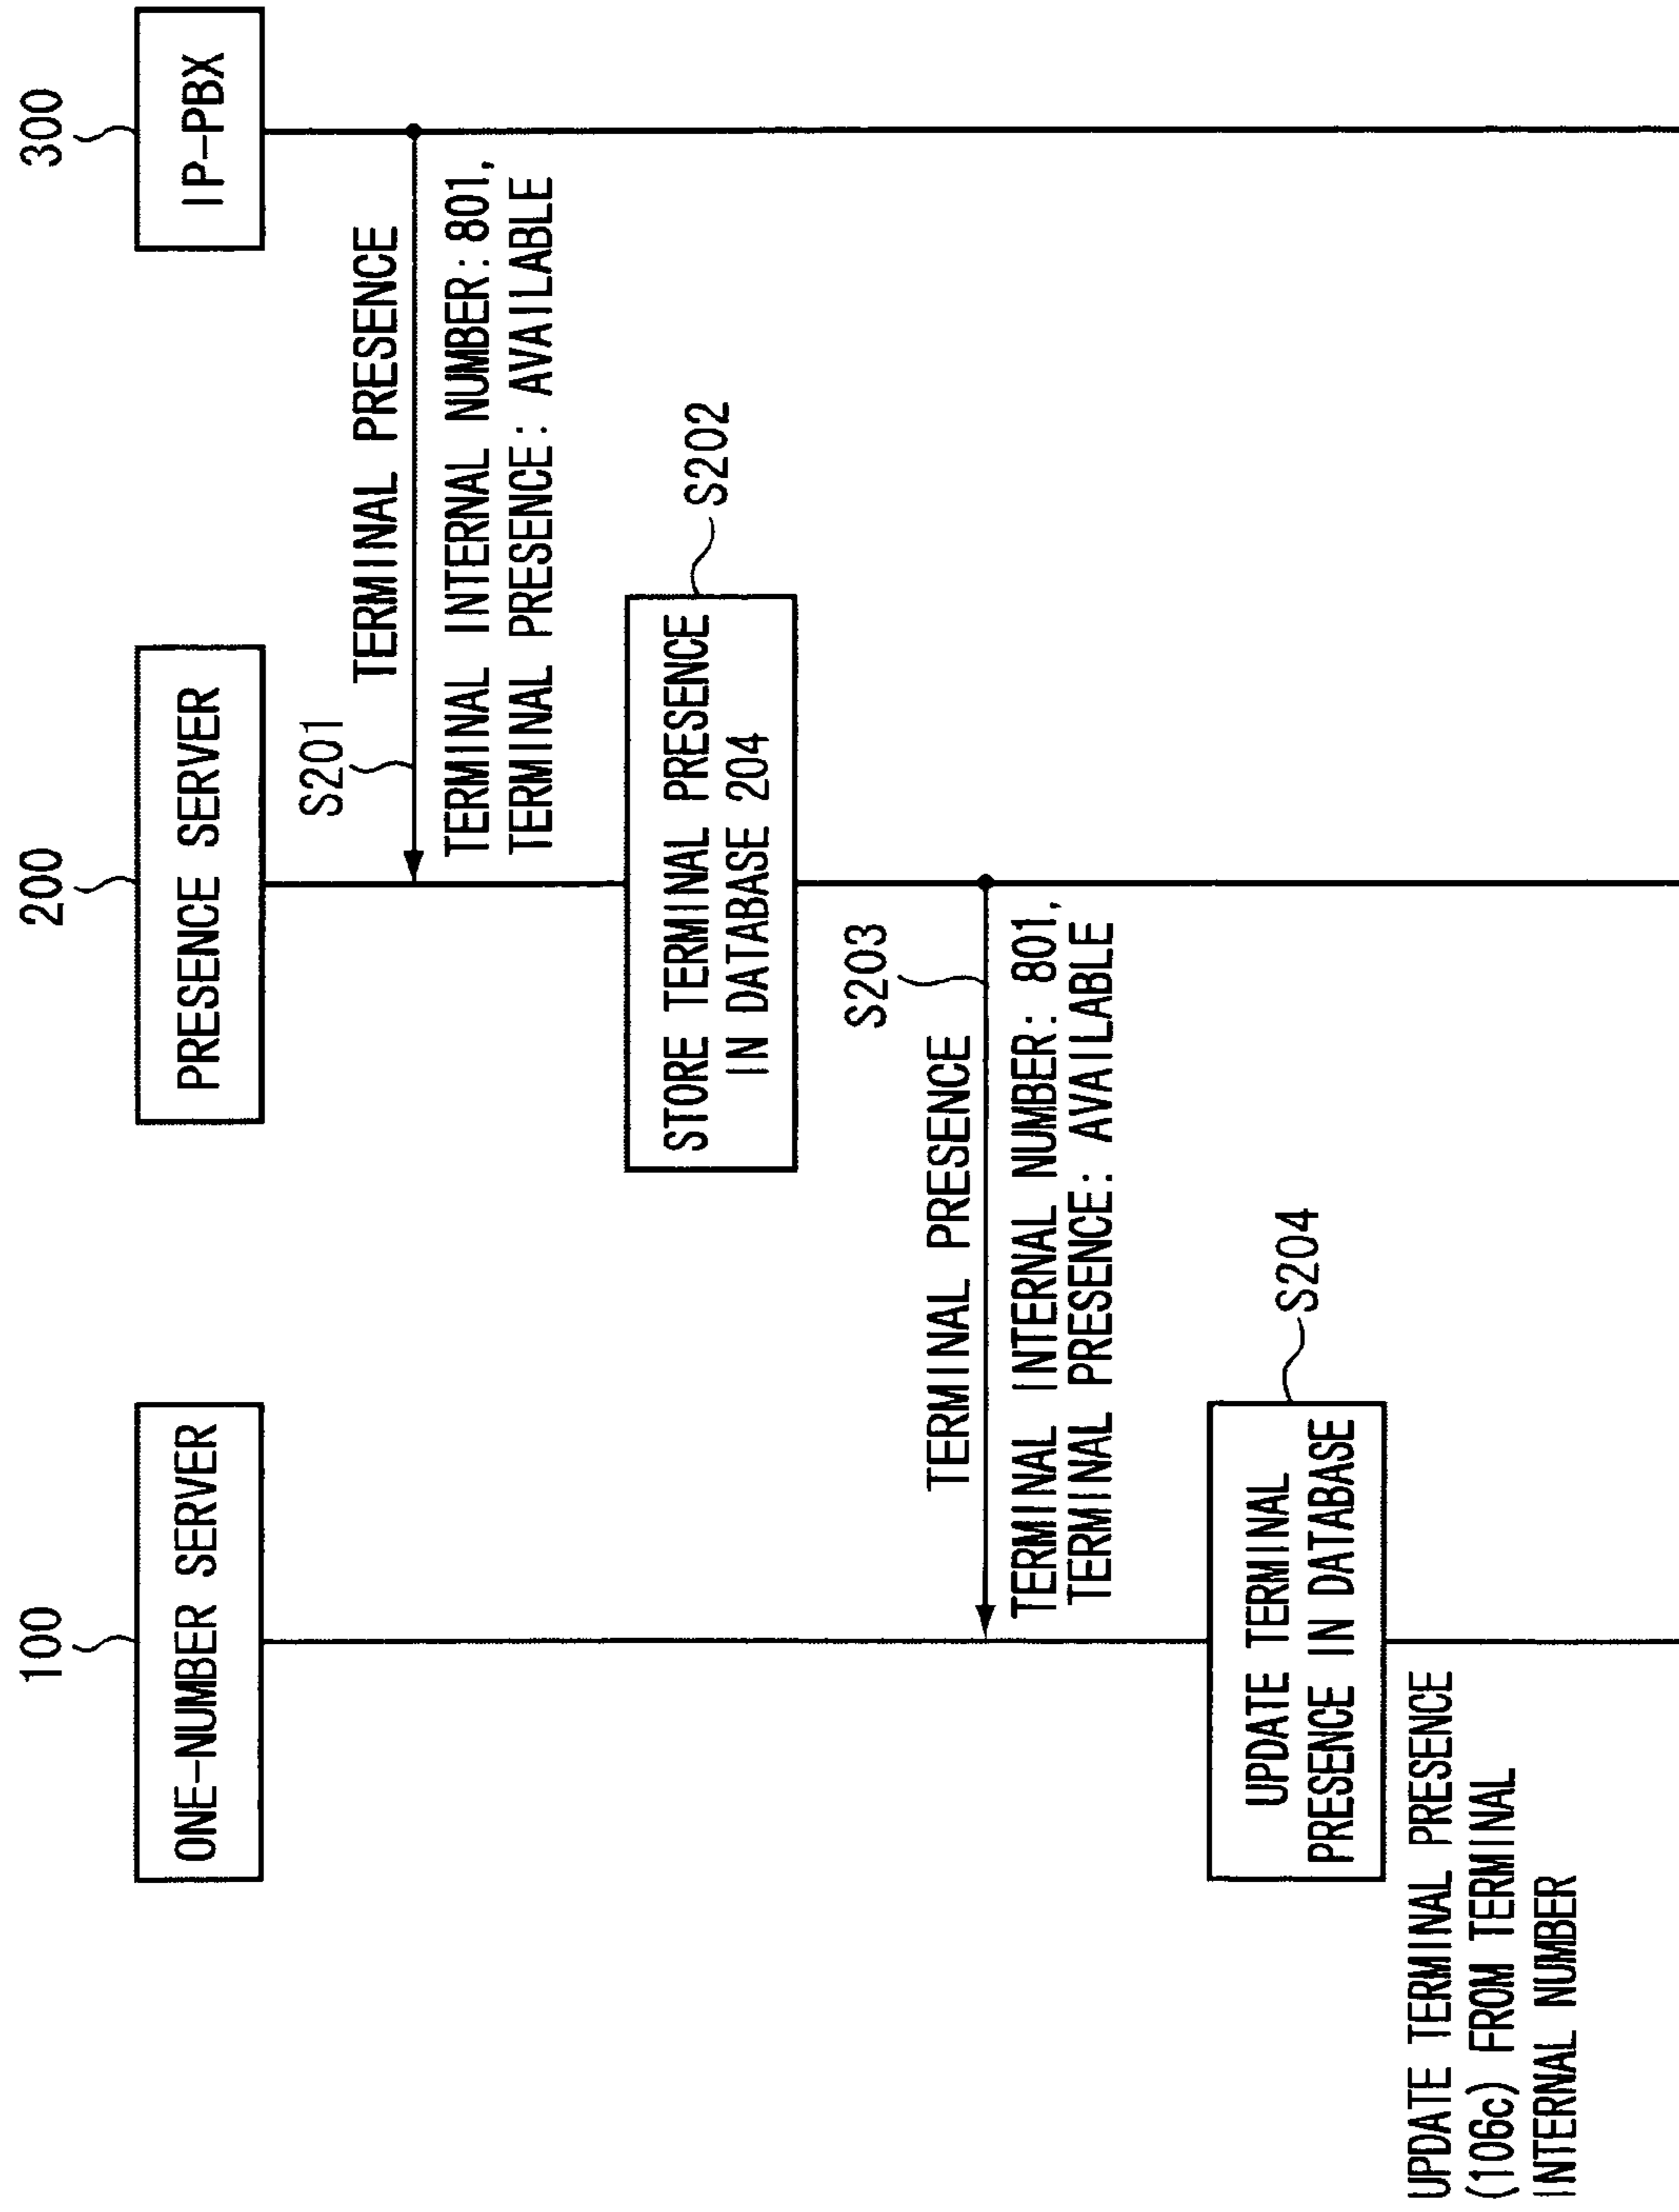 100
200
300
ONE-NUMBER SERVER
PRESENCE SERVER
IP-PBX
S201
TERMINAL PRESENCE
TERMINAL INTERNAL NUMBER:801,
TERMINAL PRESENCE: AVAILABLE
STORE TERMINAL PRESENCE
IN DATABASE 204
S202
S203
TERMINAL PRESENCE
TERMINAL INTERNAL NUMBER: 801,
TERMINAL PRESENCE: AVAILABLE
UPDATE TERMINAL
PRESENCE IN DATABASE
S204
UPDATE TERMINAL PRESENCE
(106c) FROM TERMINAL
INTERNAL NUMBER